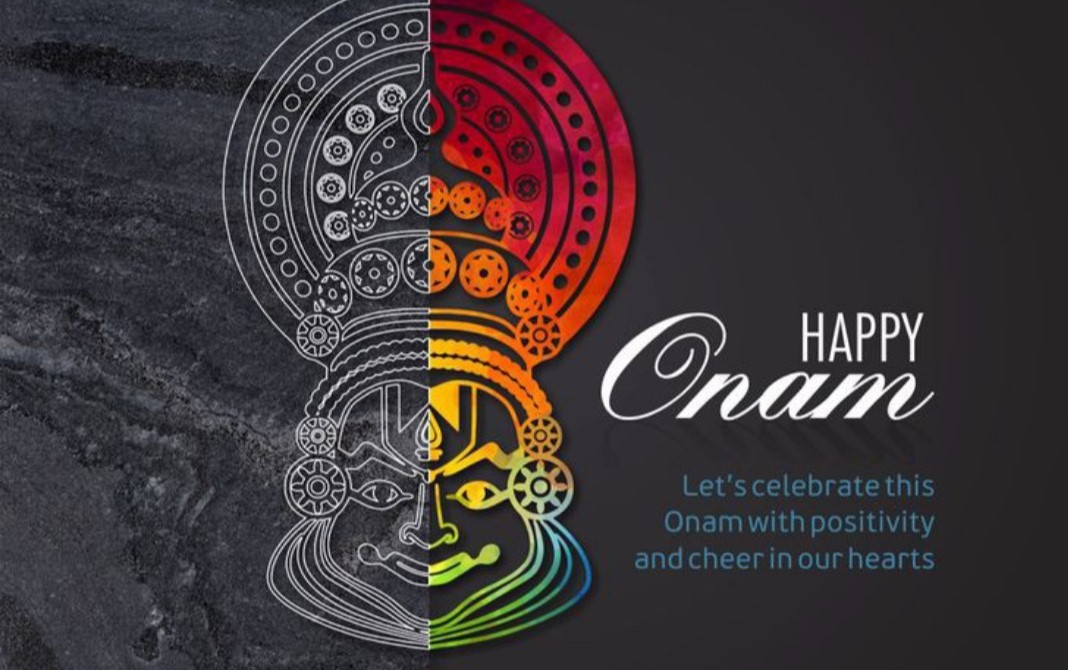 HAPPY
Onam
Let's celebrate this
Onam with positivity
and cheer in our hearts